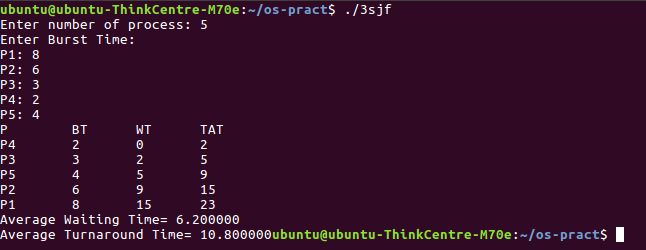 ubuntu@ubuntu-ThinkCentre-M70e:~/os-pract$ ./3sjf
Enter number of process: 5
Enter Burst Time:
P1: 8
P2: 6
P3: 3
P4: 2
P5: 4
P BT WT TAT
P4 2 0 2
P3 3 2 5
P5 4 5 9
P2 6 9 15
P1 8 15 23
Average Waiting Time= 6.200000
Average Turnaround Time= 10.800000ubuntu@ubuntu-ThinkCentre-M70e:~/os-pract$